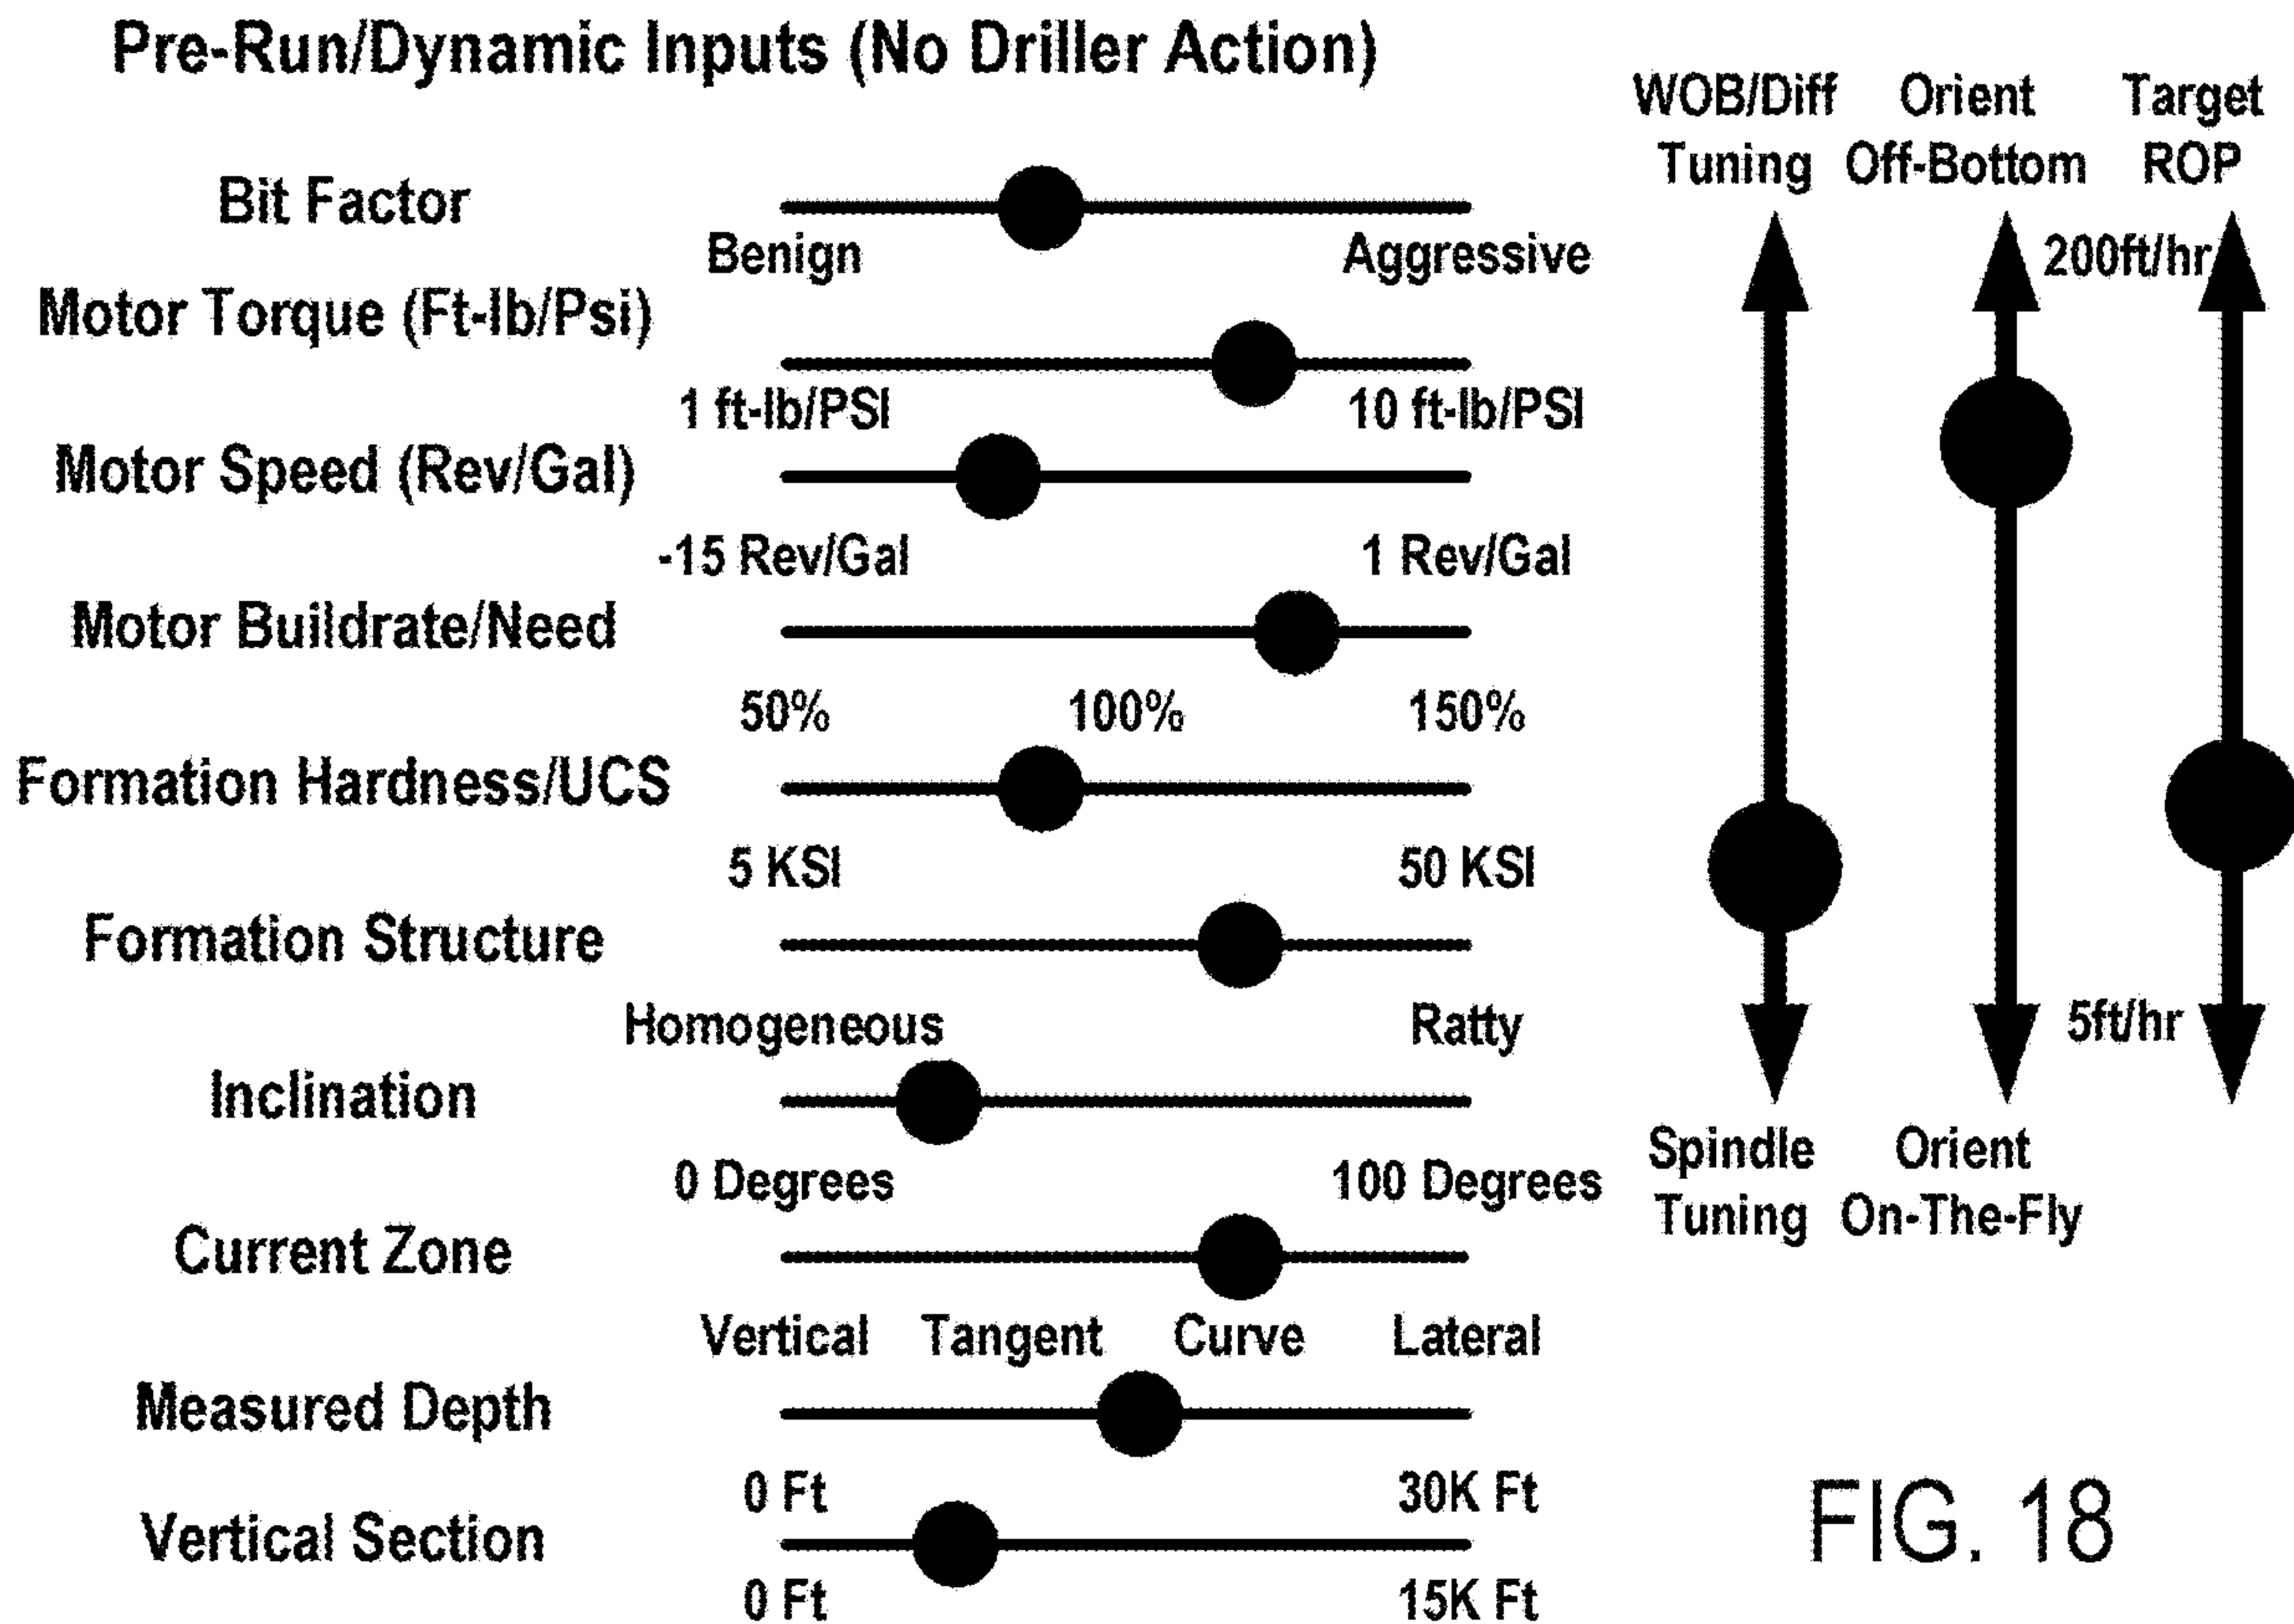 Pre-Run/Dynamic Inputs (No Driller Action)
Bit Factor
Benign Aggressive
Motor Torque (Ft-lb/Psi)
1 ft-lb/PSI 10 ft-lb/PSI
Motor Speed (Rev/Gal)
-15 Rev/Gal 1 Rev/Gal
Motor Buildrate/Need
50% 100% 150%
Formation Hardness/UCS
5 KSI 50 KSI
Formation Structure
Homogeneous Ratty
Inclination
0 Degrees 100 Degrees
Current Zone
Vertical Tangent Curve Lateral
Measured Depth
0 Ft 30K Ft
Vertical Section
0 Ft 15K Ft
WOB/Diff Orient Target
Tuning Off-Bottom ROP
200ft/hr
5ft/hr
Spindle Orient
Tuning On-The-Fly
FIG. 18